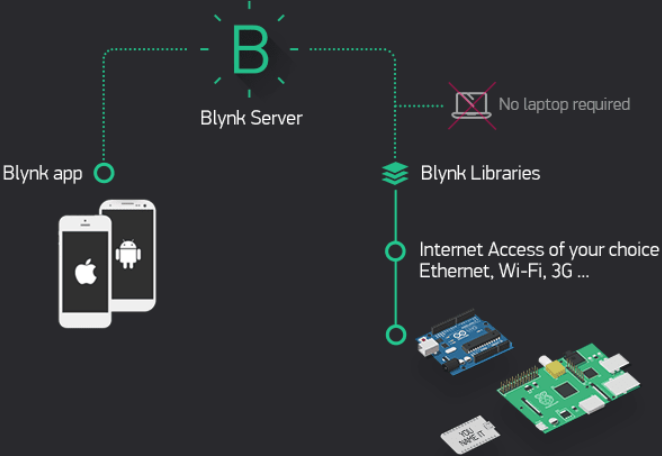 B
Blynk Server
No laptop required
Blynk app
Blynk Libraries
Internet Access of your choice
Ethernet, Wi-Fi, 3G ...
YOU
NAME IT